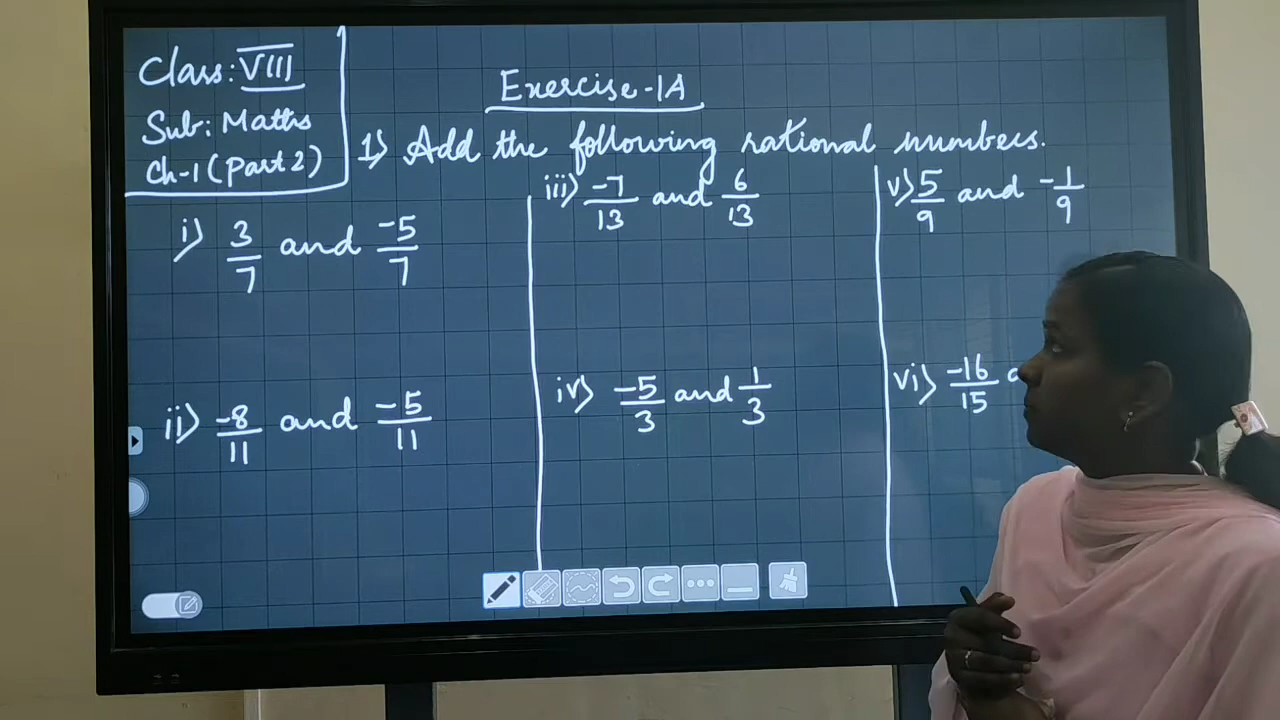 Class: VIII
Sub: Maths
Ch-1 (Part 2)
Exercise-1A
1) Add the following rational numbers.
i) 3/7 and -5/7
ii) -8/11 and -5/11
iii) -7/13 and 6/13
iv) -5/3 and 1/3
v) 5/9 and -1/9
vi) -16/15